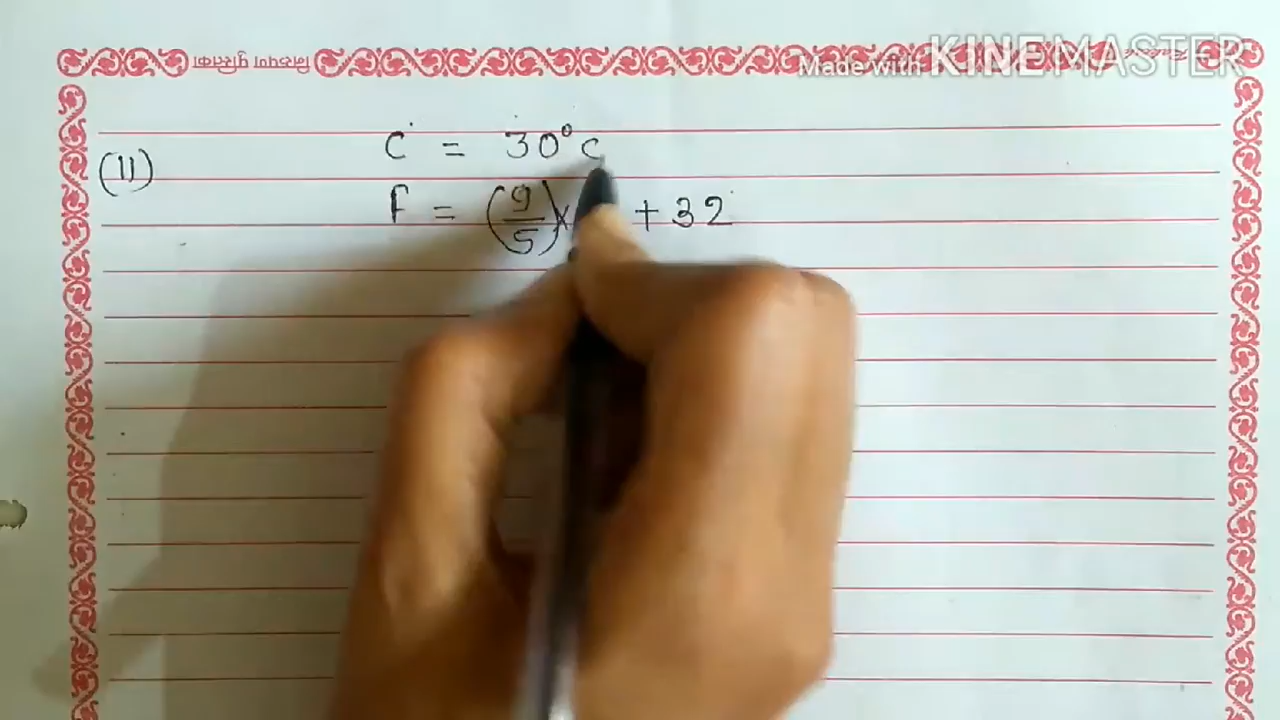 Made with KINEMASTER
(11) C = 30°C
F = (9/5)× + 32